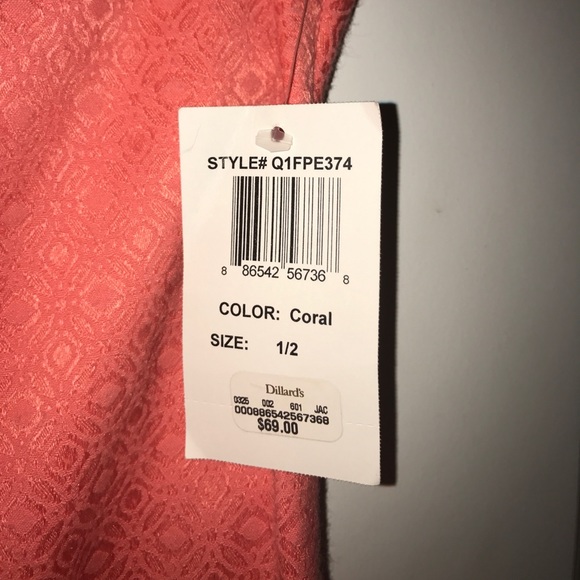 STYLE# Q1FPE374
8 86542 56736 8
COLOR: Coral
SIZE: 1/2
Dillard's
0325 002 601 JAC
000886542567368
$69.00